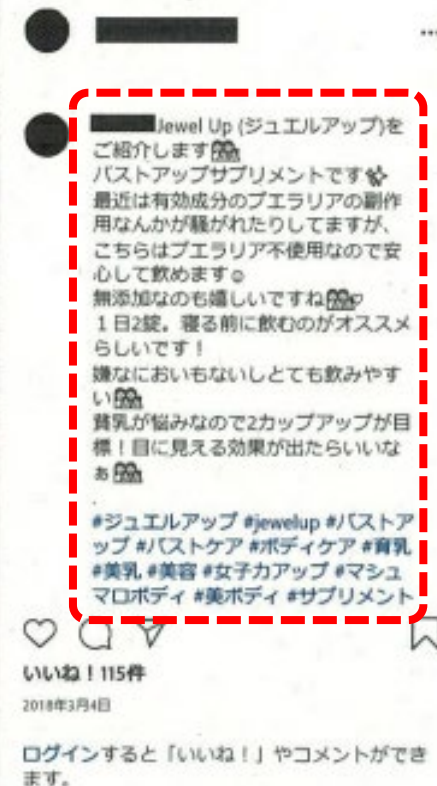 Jewel Up (ジュエルアップ)を
ご紹介します
バストアップサプリメントです
最近は有効成分のプエラリアの副作
用なんかが騒がれたりしてますが、
こちらはプエラリア不使用なので安
心して飲めます☺
無添加なのも嬉しいですね
1日2錠。寝る前に飲むのがオススメ
らしいです!
嫌なにおいもないしとても飲みやす
い
貧乳が悩みなので2カップアップが目
標!目に見える効果が出たらいいな
ぁ
.
#ジュエルアップ #jewelup #バストア
ップ #バストケア #ボディケア #育乳
#美乳 #美容 #女子力アップ #マシュ
マロボディ #美ボディ #サプリメント
いいね!115件
2018年3月4日
ログインすると「いいね!」やコメントができ
ます。